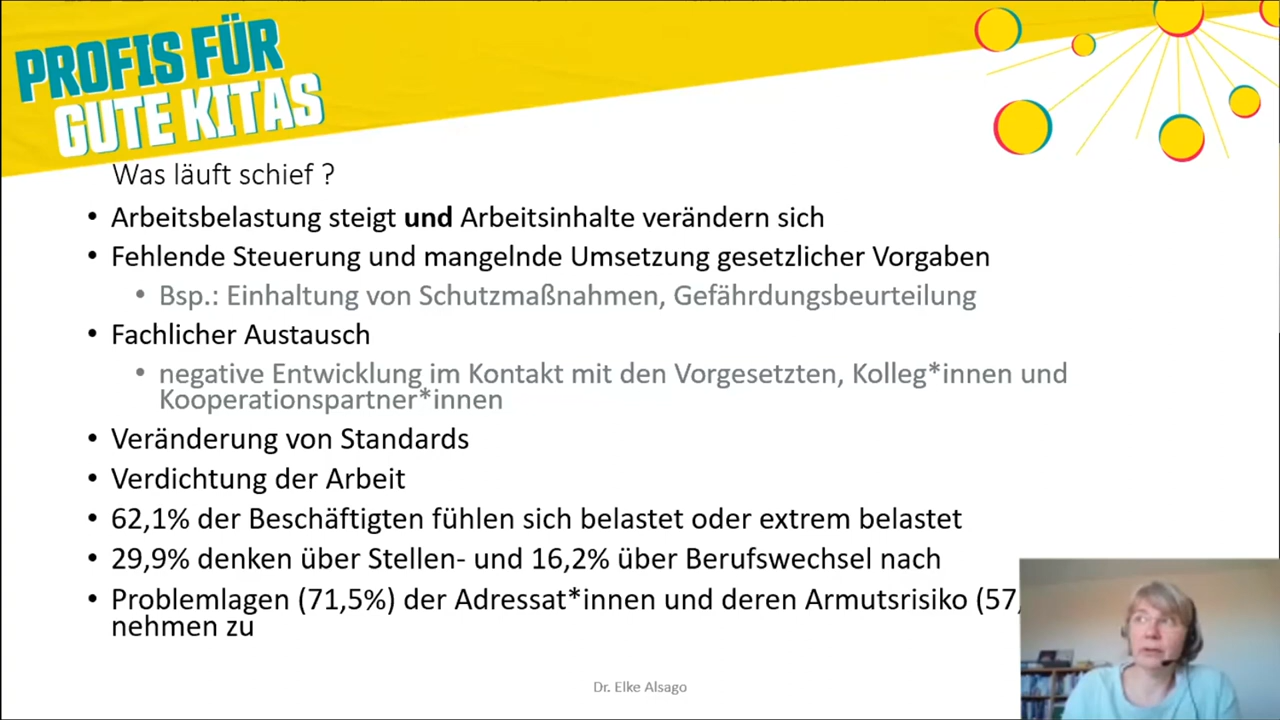 PROFIS FÜR
GUTE KITAS
Was läuft schief ?
• Arbeitsbelastung steigt und Arbeitsinhalte verändern sich
• Fehlende Steuerung und mangelnde Umsetzung gesetzlicher Vorgaben
• Bsp.: Einhaltung von Schutzmaßnahmen, Gefährdungsbeurteilung
• Fachlicher Austausch
• negative Entwicklung im Kontakt mit den Vorgesetzten, Kolleg*innen und
Kooperationspartner*innen
• Veränderung von Standards
• Verdichtung der Arbeit
• 62,1% der Beschäftigten fühlen sich belastet oder extrem belastet
• 29,9% denken über Stellen- und 16,2% über Berufswechsel nach
• Problemlagen (71,5%) der Adressat*innen und deren Armutsrisiko (57,
nehmen zu
Dr. Elke Alsago